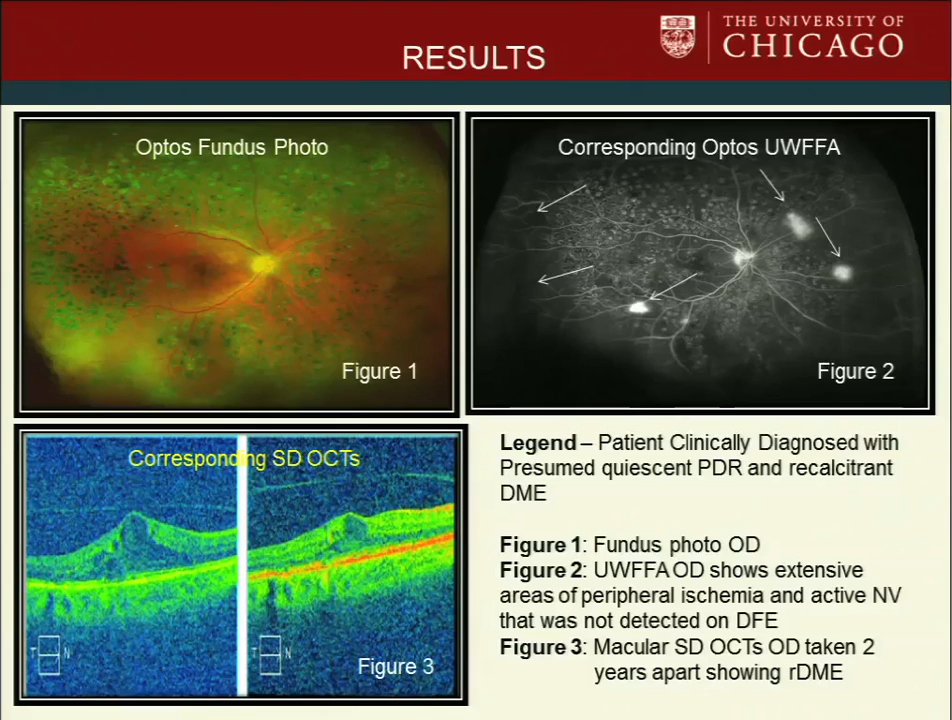 THE UNIVERSITY OF
CHICAGO
RESULTS
Optos Fundus Photo
Figure 1
Corresponding Optos UWFFA
Figure 2
Corresponding SD OCTs
T N
T N
Figure 3
Legend – Patient Clinically Diagnosed with
Presumed quiescent PDR and recalcitrant
DME
Figure 1: Fundus photo OD
Figure 2: UWFFA OD shows extensive
areas of peripheral ischemia and active NV
that was not detected on DFE
Figure 3: Macular SD OCTs OD taken 2
years apart showing rDME